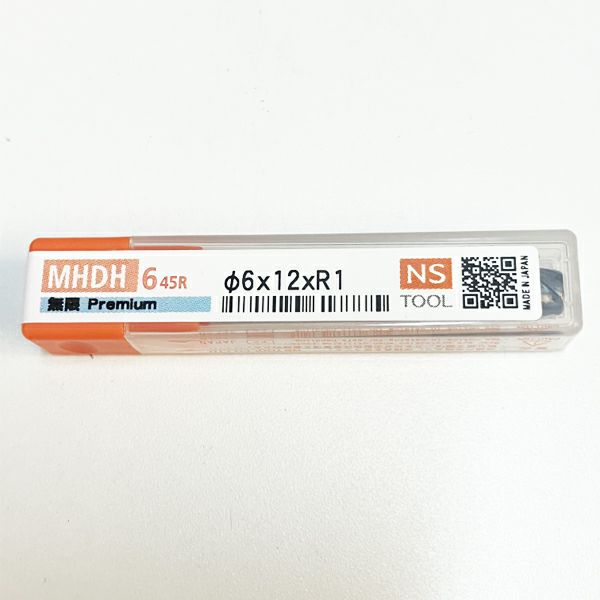 MHDH 6 45R
無限 Premium
φ6x12xR1
NS
TOOL
MADE IN JAPAN